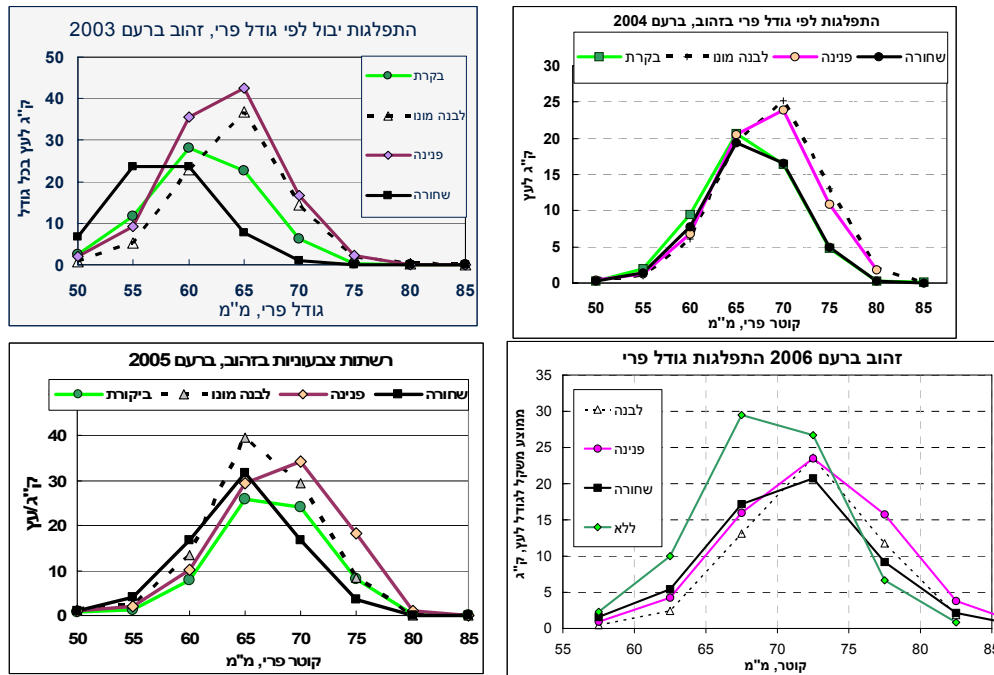 התפלגות יבול לפי גודל פרי, זהוב ברעם 2003
ק"ג לעץ בכל גודל
50
40
30
20
10
0
בקרת
לבנה מונו
פנינה
שחורה
50 55 60 65 70 75 80 85
גודל פרי, מ"מ
התפלגות לפי גודל פרי בזהוב, ברעם 2004
בקרת לבנה מונו פנינה שחורה
ק"ג לעץ
30
25
20
15
10
5
0
50 55 60 65 70 75 80 85
קוטר פרי, מ"מ
רשתות צבעוניות בזהוב, ברעם 2005
ביקורת לבנה מונו פנינה שחורה
ק"ג/עץ
40
30
20
10
0
50 55 60 65 70 75 80 85
קוטר פרי, מ"מ
זהוב ברעם 2006 התפלגות גודל פרי
ממוצע משקל לגודל לעץ, ק"ג
35
30
25
20
15
10
5
0
לבנה
פנינה
שחורה
ללא
55 60 65 70 75 80 85
קוטר, מ"מ